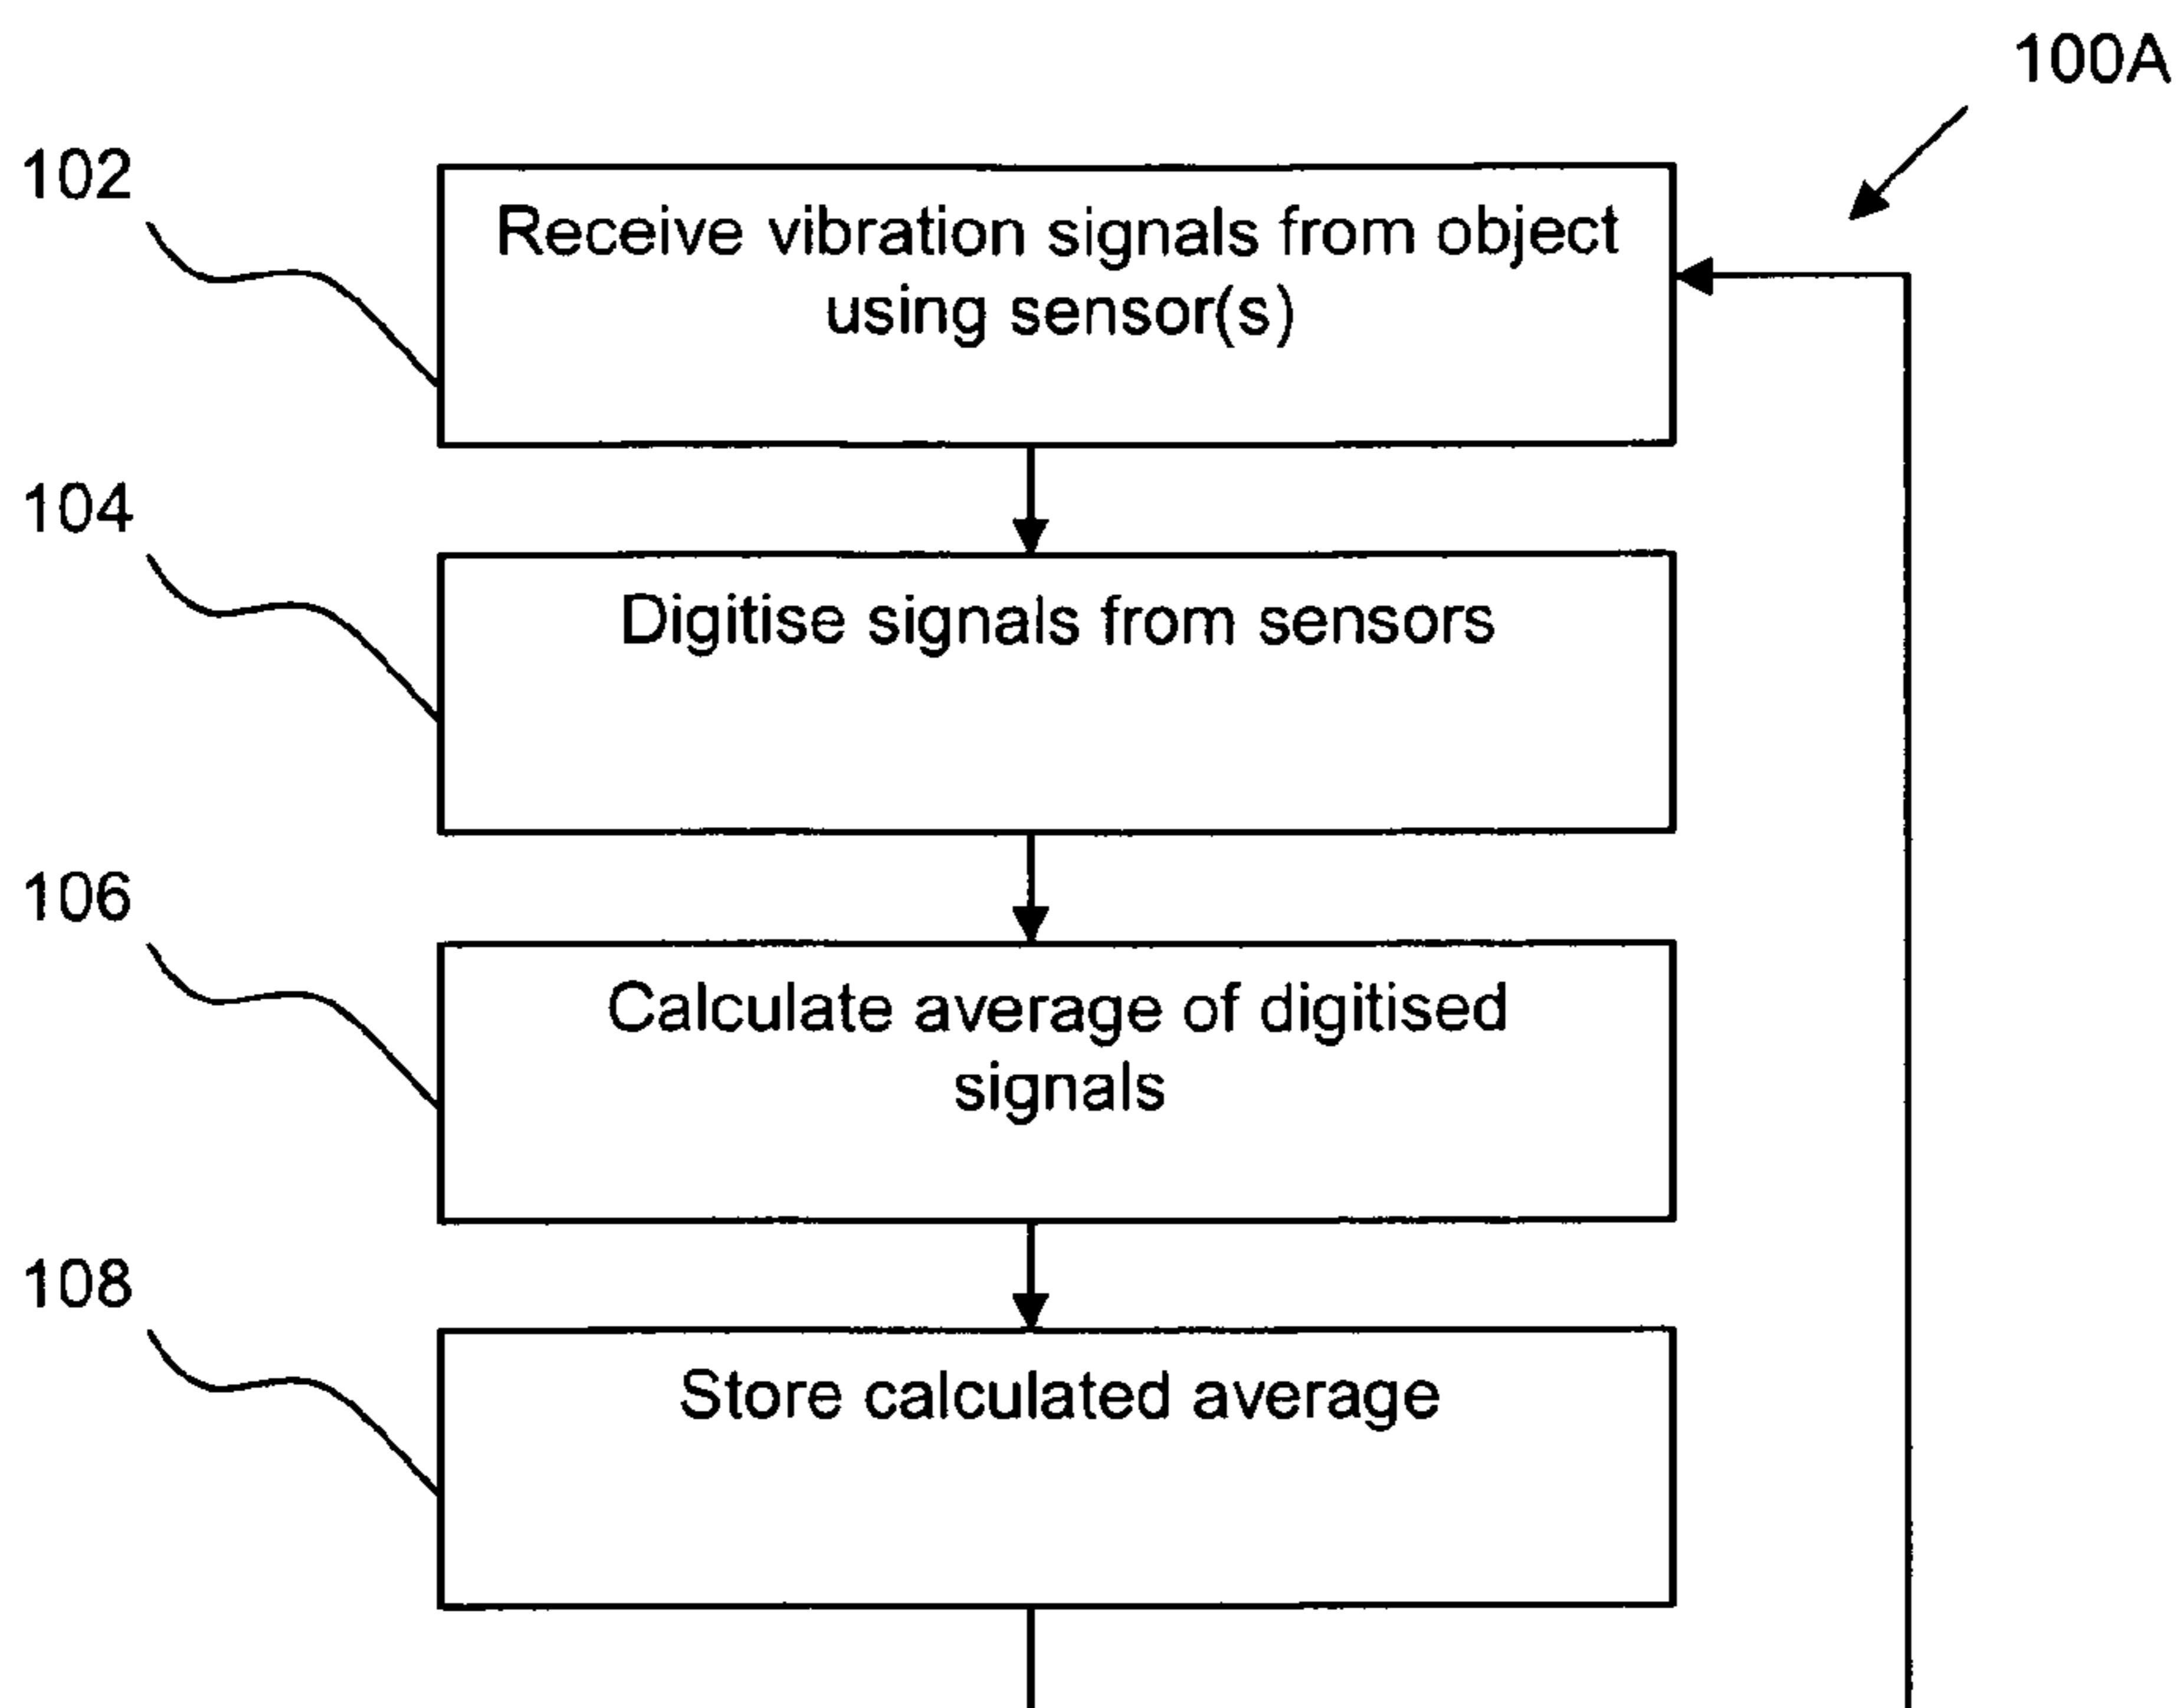 100A
102
Receive vibration signals from object
using sensor(s)
104
Digitise signals from sensors
106
Calculate average of digitised
signals
108
Store calculated average